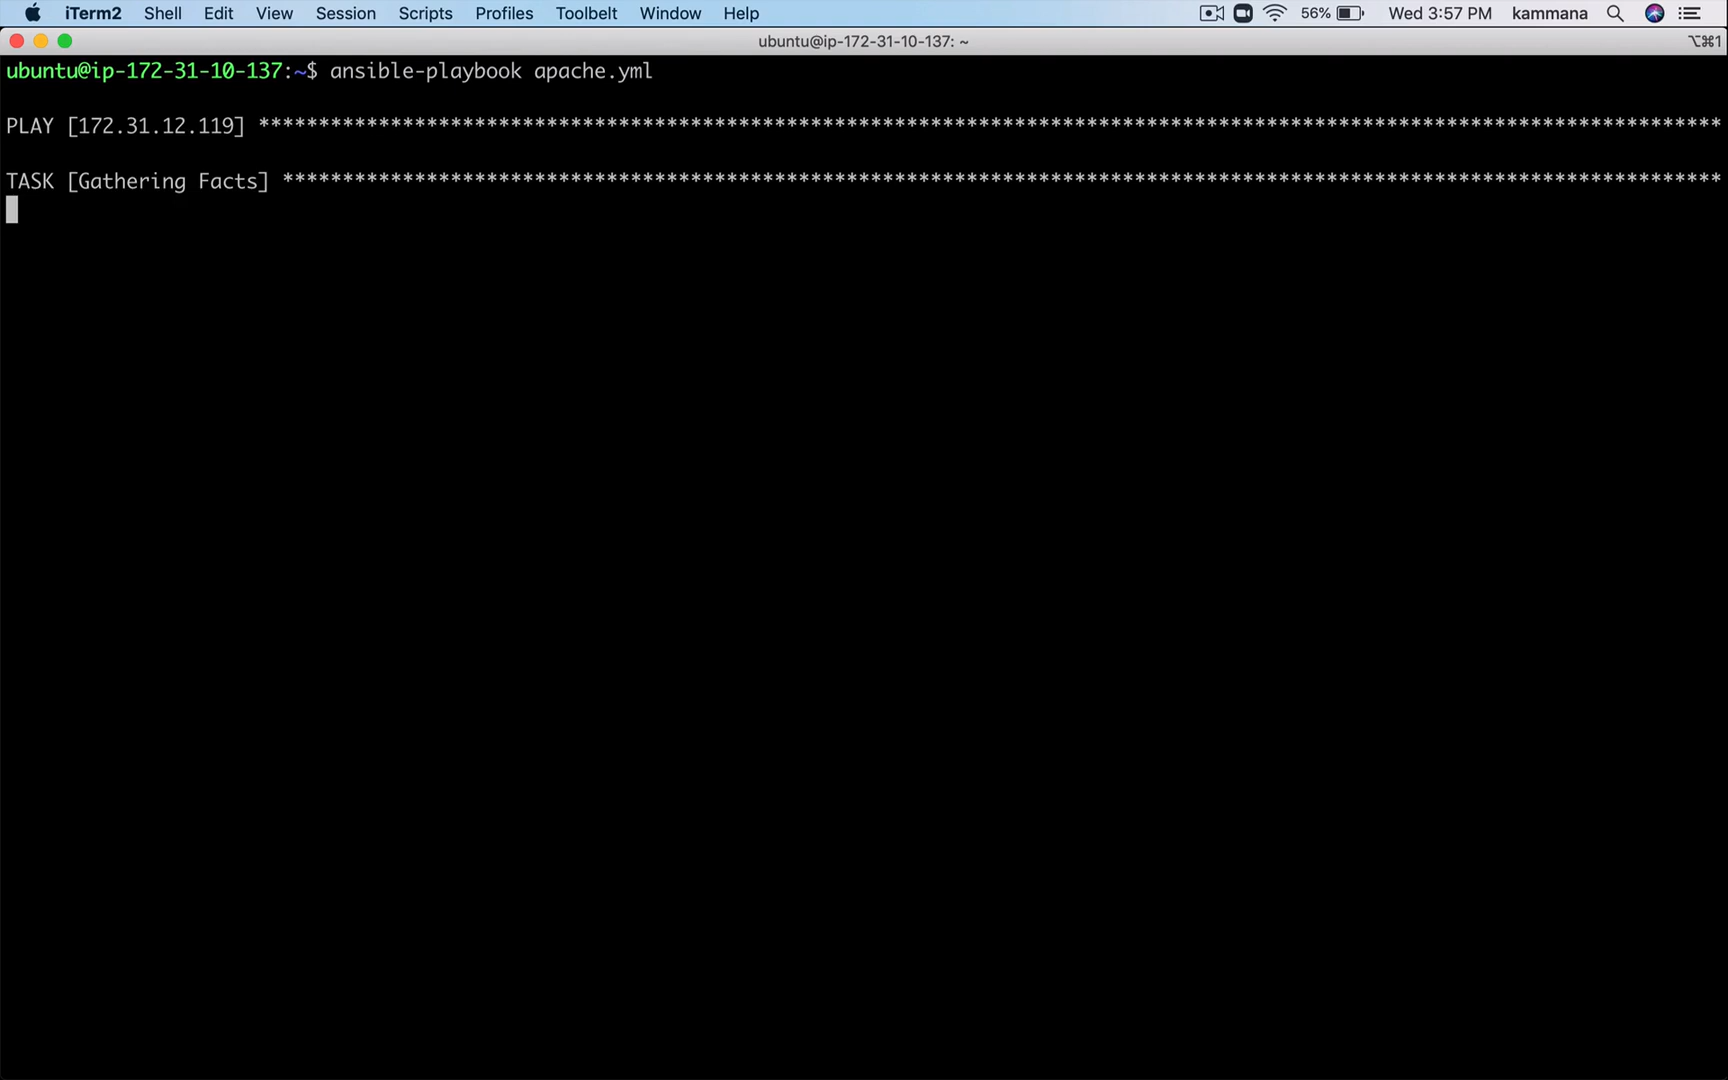 iTerm2 Shell Edit View Session Scripts Profiles Toolbelt Window Help 56% Wed 3:57 PM kammana
ubuntu@ip-172-31-10-137: ~ ⌥⌘1
ubuntu@ip-172-31-10-137:~$ ansible-playbook apache.yml
PLAY [172.31.12.119] **************************************************************************************************************************
TASK [Gathering Facts] ************************************************************************************************************************